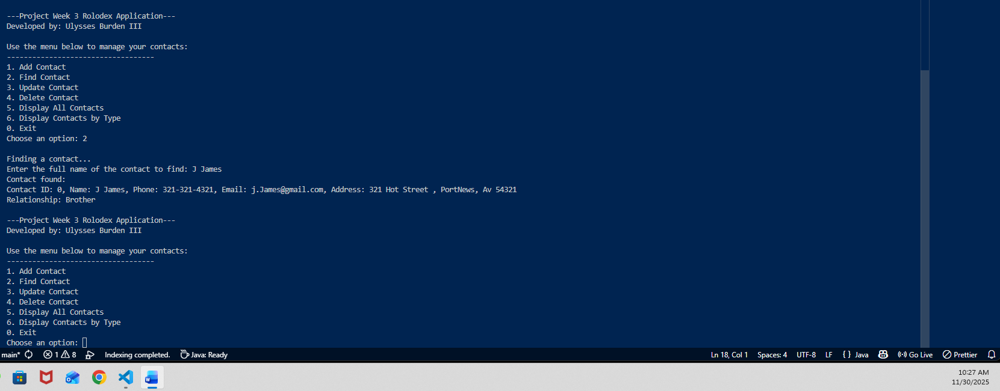 ---Project Week 3 Rolodex Application---
Developed by: Ulysses Burden III
Use the menu below to manage your contacts:
-----------------------------------
1. Add Contact
2. Find Contact
3. Update Contact
4. Delete Contact
5. Display All Contacts
6. Display Contacts by Type
0. Exit
Choose an option: 2
Finding a contact...
Enter the full name of the contact to find: J James
Contact found:
Contact ID: 0, Name: J James, Phone: 321-321-4321, Email: j.James@gmail.com, Address: 321 Hot Street , PortNews, Av 54321
Relationship: Brother
---Project Week 3 Rolodex Application---
Developed by: Ulysses Burden III
Use the menu below to manage your contacts:
-----------------------------------
1. Add Contact
2. Find Contact
3. Update Contact
4. Delete Contact
5. Display All Contacts
6. Display Contacts by Type
0. Exit
Choose an option:
main* 1 8 Indexing completed. Java: Ready Ln 18, Col 1 Spaces: 4 UTF-8 LF { } Java Go Live Prettier
10:27 AM
11/30/2025